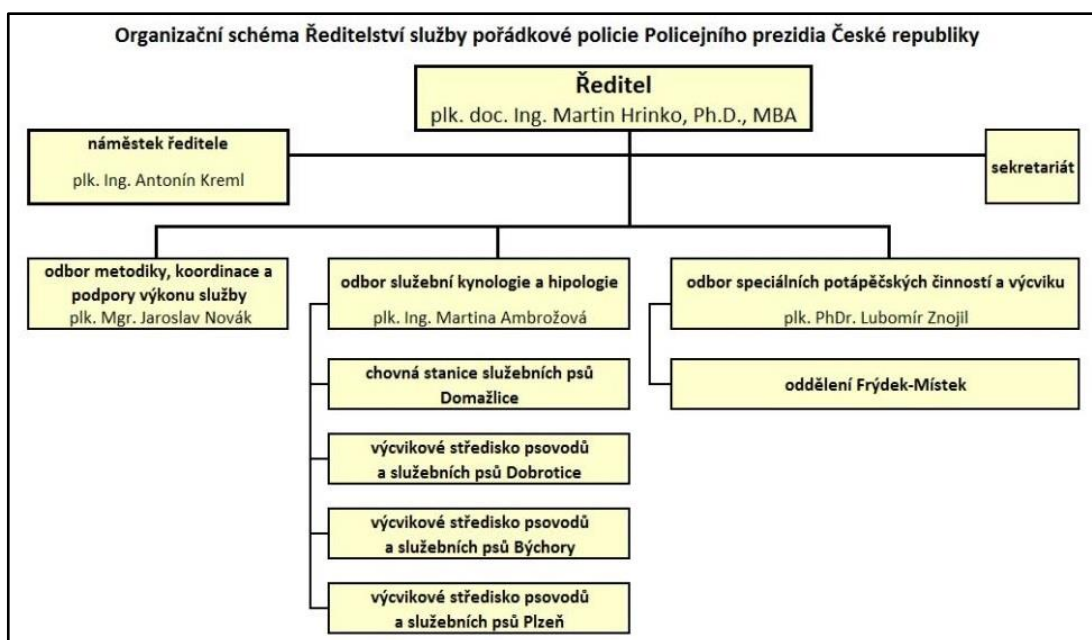 Organizační schéma Ředitelství služby pořádkové policie Policejního prezidia České republiky
Ředitel
plk. doc. Ing. Martin Hrinko, Ph.D., MBA
náměstek ředitele
plk. Ing. Antonín Kreml
sekretariát
odbor metodiky, koordinace a
podpory výkonu služby
plk. Mgr. Jaroslav Novák
odbor služební kynologie a hipologie
plk. Ing. Martina Ambrožová
odbor speciálních potápěčských činností a výcviku
plk. PhDr. Lubomír Znojil
chovná stanice služebních psů
Domažlice
oddělení Frýdek-Místek
výcvikové středisko psovodů
a služebních psů Dobrotice
výcvikové středisko psovodů
a služebních psů Býchory
výcvikové středisko psovodů
a služebních psů Plzeň